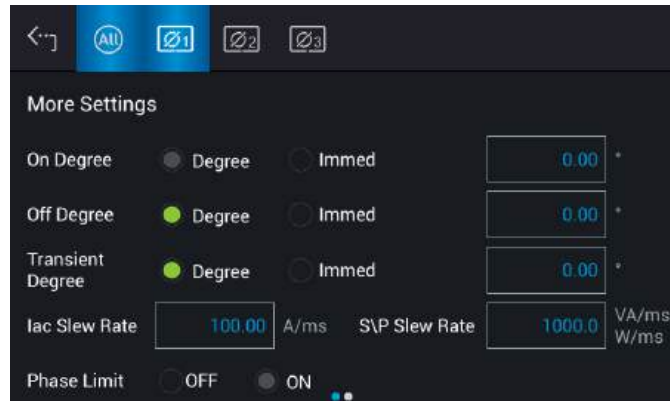 All Ø1 Ø2 Ø3
More Settings
On Degree Degree Immed 0.00 °
Off Degree Degree Immed 0.00 °
Transient
Degree Degree Immed 0.00 °
Iac Slew Rate 100.00 A/ms S\P Slew Rate 1000.0 VA/ms
W/ms
Phase Limit OFF ON